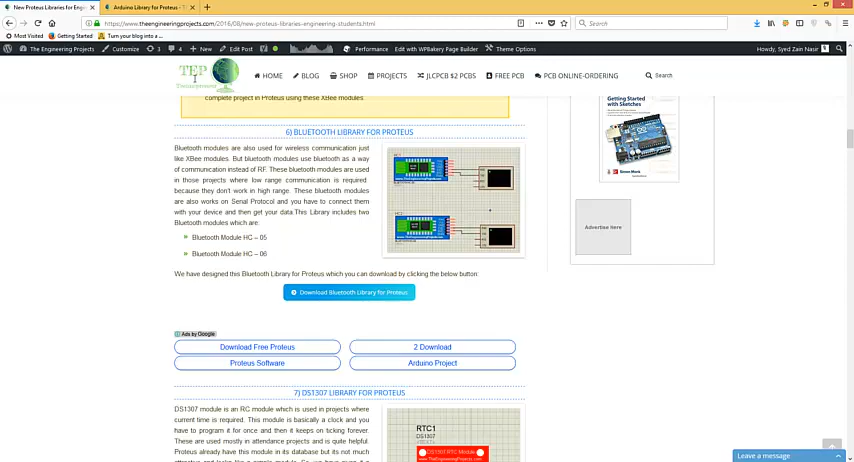 New Proteus Libraries for Engi
Arduino Library for Proteus - T
https://www.theengineeringprojects.com/2016/08/new-proteus-libraries-engineering-students.html
Search
Most Visited
Getting Started
Turn your blog into a ...
The Engineering Projects
Customize
3
4
New
Edit Post
Performance
Edit with WPBakery Page Builder
Theme Options
Howdy, Syed Zain Nasir
TEP
HOME
BLOG
SHOP
PROJECTS
JLCPCB $2 PCBS
FREE PCB
PCB ONLINE-ORDERING
Search
complete project in Proteus using these XBee modules.
6) BLUETOOTH LIBRARY FOR PROTEUS
Bluetooth modules are also used for wireless communication just
like XBee modules. But bluetooth modules use bluetooth as a way
of communication instead of RF. These bluetooth modules are used
in those projects where low range communication is required
because they don't work in high range. These bluetooth modules
are also works on Serial Protocol and you have to connect them
with your device and then get your data.This Library includes two
Bluetooth modules which are:
Bluetooth Module HC – 05
Bluetooth Module HC – 06
We have designed this Bluetooth Library for Proteus which you can download by clicking the below button:
Download Bluetooth Library for Proteus
Getting Started
with Sketches
Simon Monk
Advertise here
Ads by Google
Download Free Proteus
2 Download
Proteus Software
Arduino Project
7) DS1307 LIBRARY FOR PROTEUS
DS1307 module is an RC module which is used in projects where
current time is required. This module is basically a clock and you
have to program it for once and then it keeps on ticking forever.
These are used mostly in attendance projects and is quite helpful.
Proteus already have this module in its database but its not much
RTC1
DS1307
DS1307 RTC Module
www.TheEngineeringProjects.com
Leave a message